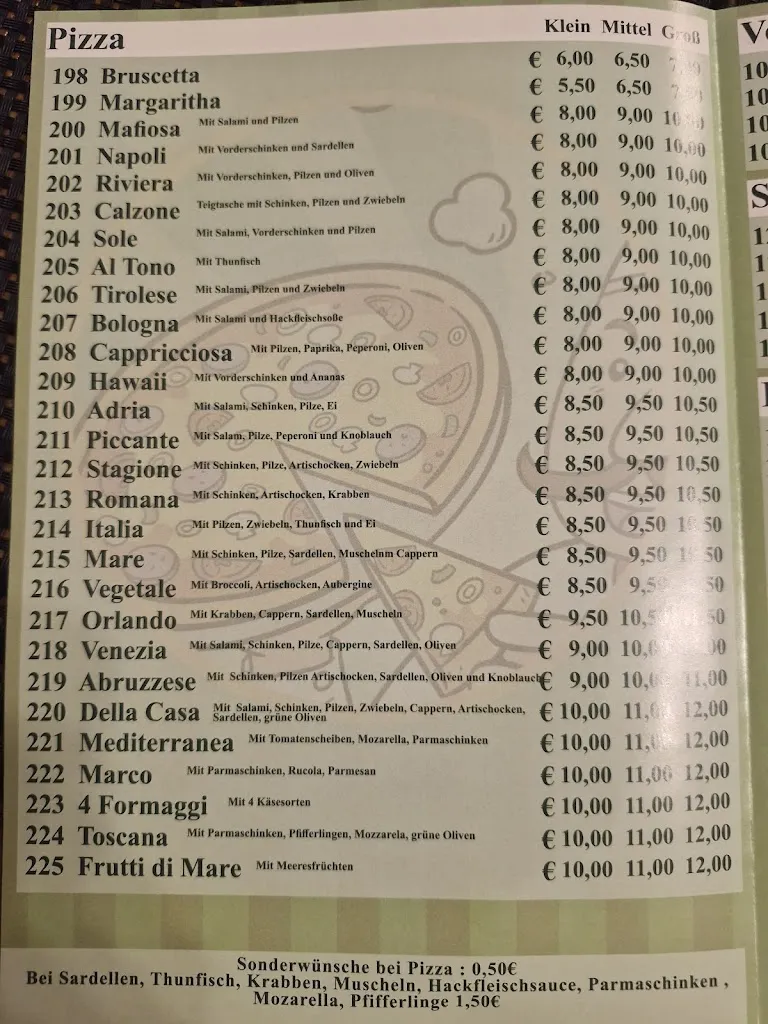 Pizza Klein Mittel Groß
198 Bruscetta € 6,00 6,50
199 Margaritha € 5,50 6,50
200 Mafiosa Mit Salami und Pilzen € 8,00 9,00
201 Napoli Mit Vorderschinken und Sardellen € 8,00 9,00 10,00
202 Riviera Mit Vorderschinken, Pilzen und Oliven € 8,00 9,00 10,00
203 Calzone Teigtasche mit Schinken, Pilzen und Zwiebeln € 8,00 9,00 10,00
204 Sole Mit Salami, Vorderschinken und Pilzen € 8,00 9,00 10,00
205 Al Tono Mit Thunfisch € 8,00 9,00 10,00
206 Tirolese Mit Salami, Pilzen und Zwiebeln € 8,00 9,00 10,00
207 Bologna Mit Salami und Hackfleischsoße € 8,00 9,00 10,00
208 Cappricciosa Mit Pilzen, Paprika, Peperoni, Oliven € 8,00 9,00 10,00
209 Hawaii Mit Vorderschinken und Ananas € 8,00 9,00 10,00
210 Adria Mit Salami, Schinken, Pilze, Ei € 8,50 9,50 10,50
211 Piccante Mit Salam, Pilze, Peperoni und Knoblauch € 8,50 9,50 10,50
212 Stagione Mit Schinken, Pilze, Artischocken, Zwiebeln € 8,50 9,50 10,50
213 Romana Mit Schinken, Artischocken, Krabben € 8,50 9,50 10,50
214 Italia Mit Pilzen, Zwiebeln, Thunfisch und Ei € 8,50 9,50
215 Mare Mit Schinken, Pilze, Sardellen, Muschelnm Cappern € 8,50 9,50
216 Vegetale Mit Broccoli, Artischocken, Aubergine € 8,50
217 Orlando Mit Krabben, Cappern, Sardellen, Muscheln € 9,50
218 Venezia Mit Salami, Schinken, Pilze, Cappern, Sardellen, Oliven € 9,00
219 Abruzzese Mit Schinken, Pilzen Artischocken, Sardellen, Oliven und Knoblauch € 9,00 11,00
220 Della Casa Mit Salami, Schinken, Pilzen, Zwiebeln, Cappern, Artischocken, € 10,00 12,00
Sardellen, grüne Oliven
221 Mediterranea Mit Tomatenscheiben, Mozarella, Parmaschinken € 10,00 12,00
222 Marco Mit Parmaschinken, Rucola, Parmesan € 10,00 11,00 12,00
223 4 Formaggi Mit 4 Käsesorten € 10,00 11,00 12,00
224 Toscana Mit Parmaschinken, Pfifferlingen, Mozzarela, grüne Oliven € 10,00 11,00 12,00
225 Frutti di Mare Mit Meeresfrüchten € 10,00 11,00 12,00
Sonderwünsche bei Pizza : 0,50€
Bei Sardellen, Thunfisch, Krabben, Muscheln, Hackfleischsauce, Parmaschinken ,
Mozarella, Pfifferlinge 1,50€